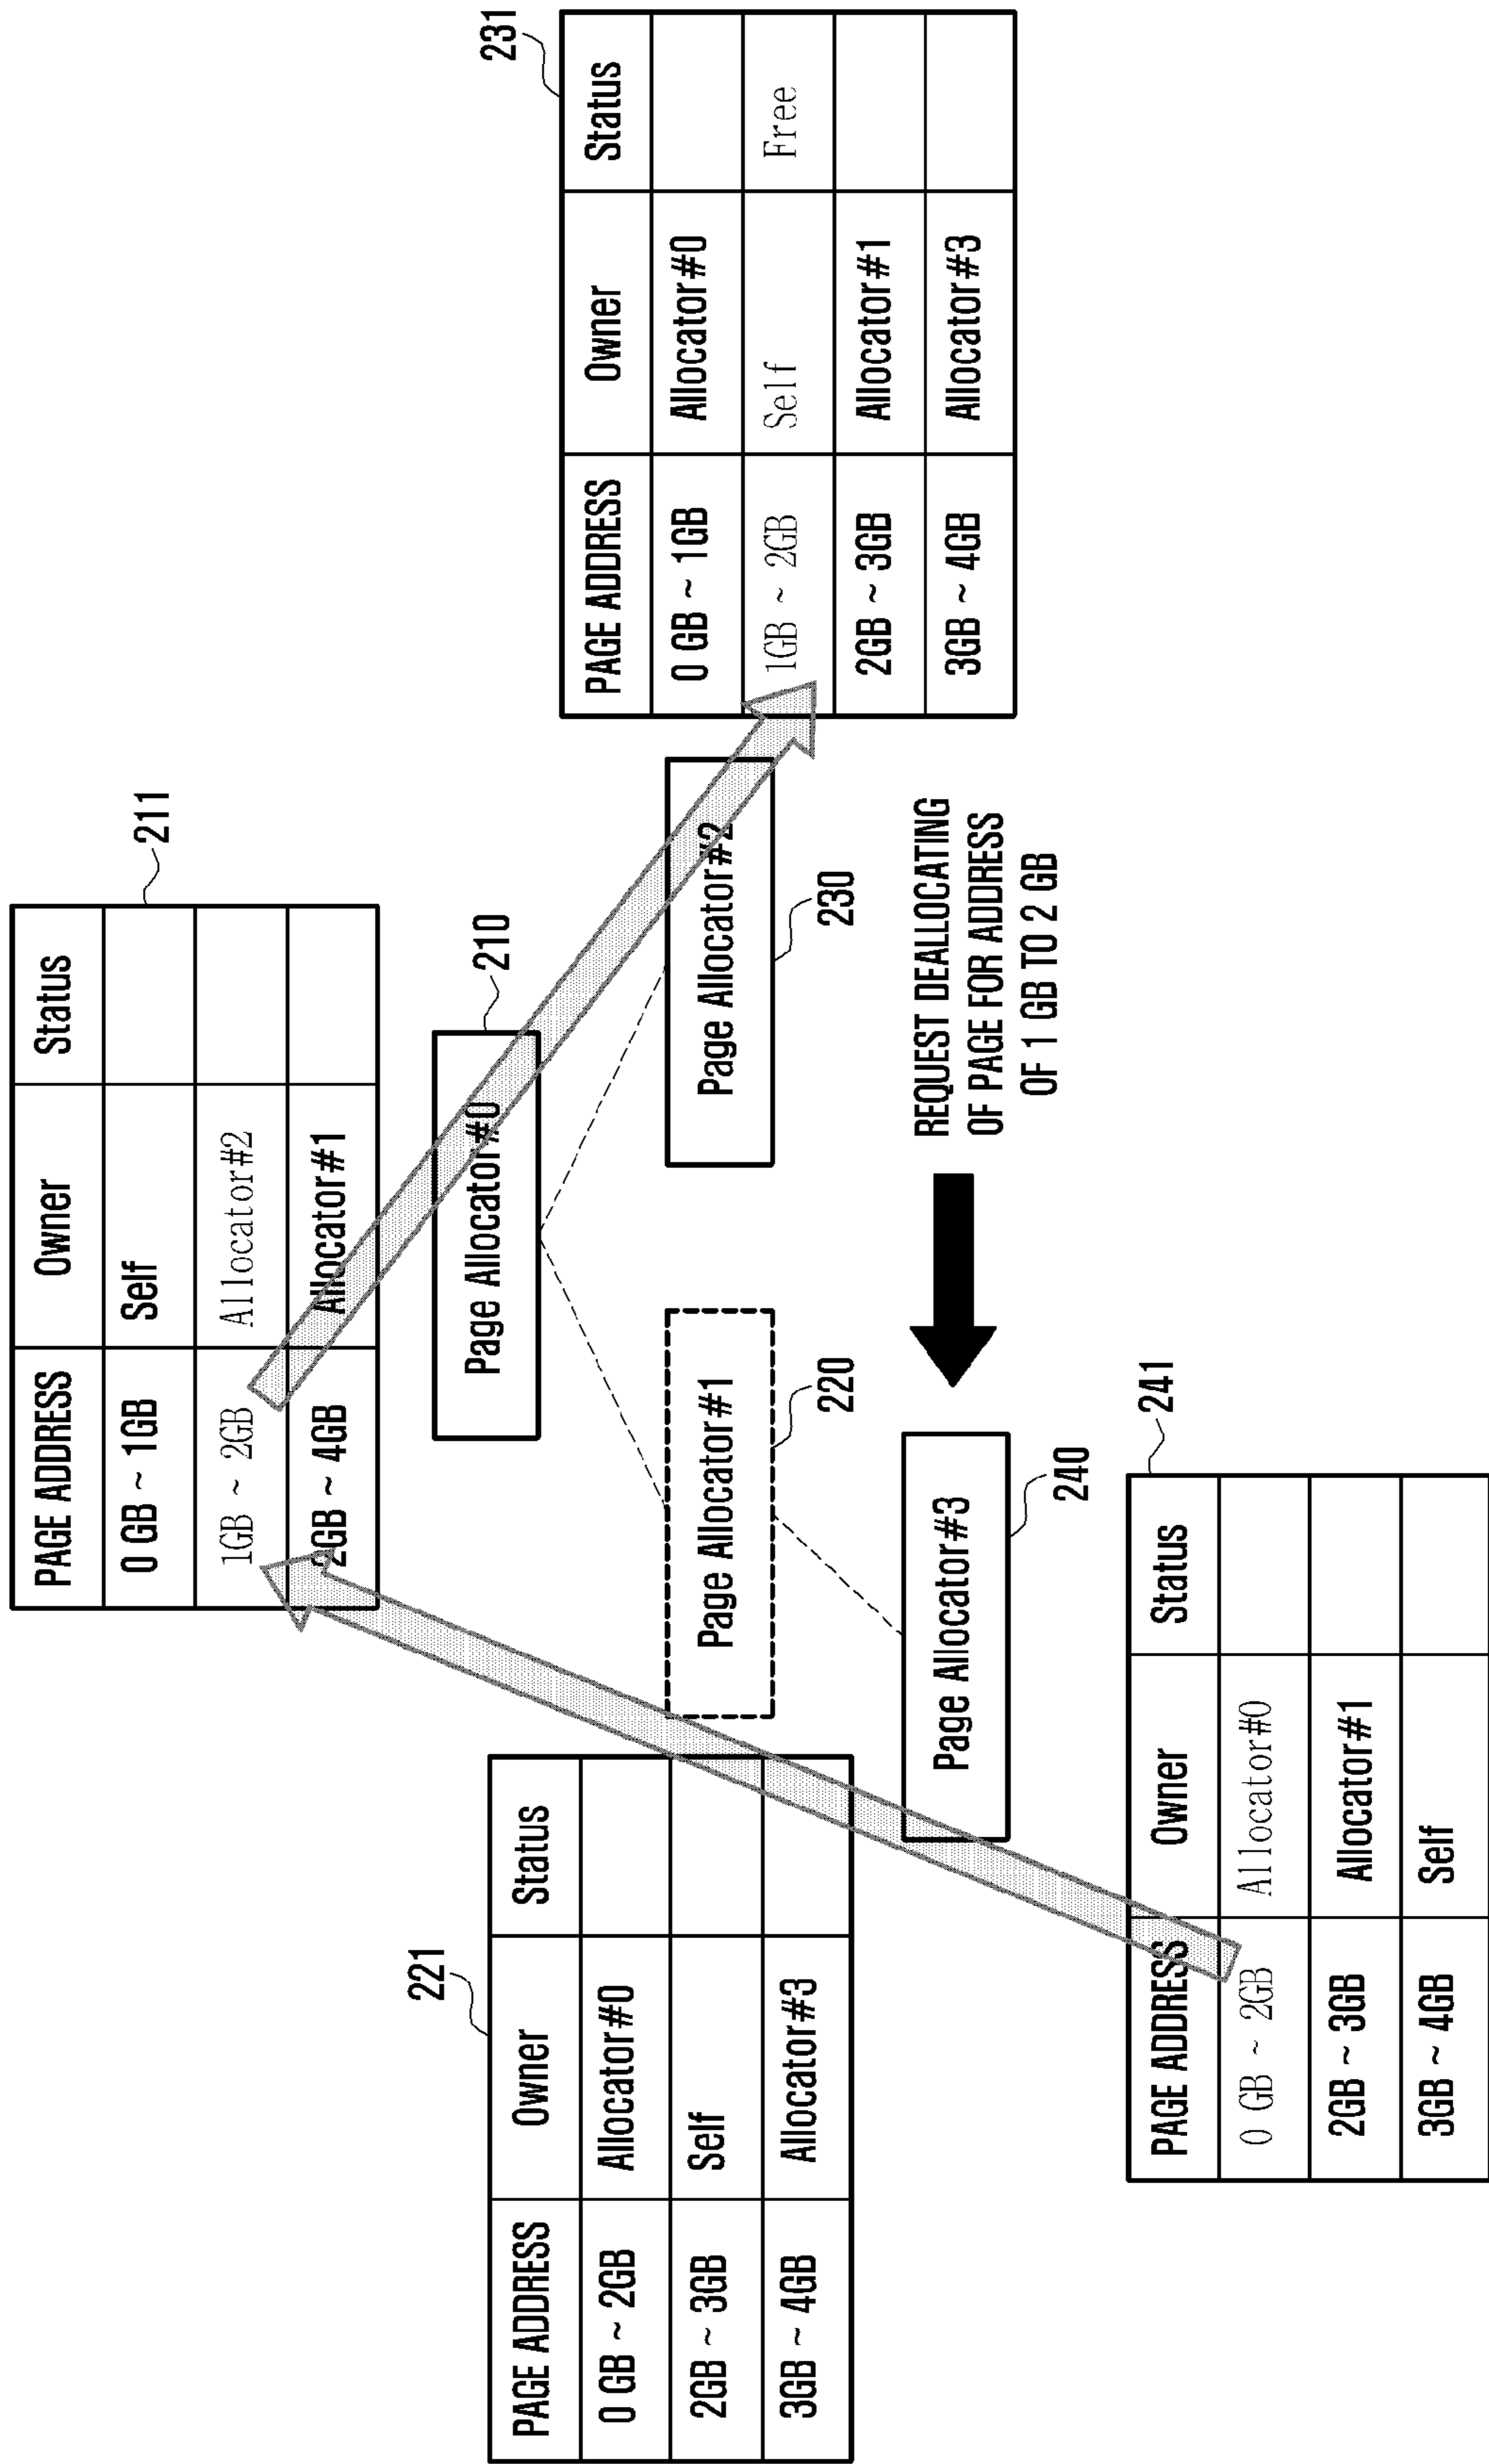 PAGE ADDRESS Owner Status
0 GB ~ 1GB Self
1GB ~ 2GB Allocator#2
2GB ~ 4GB Allocator#1
211
Page Allocator#0
210
PAGE ADDRESS Owner Status
0 GB ~ 2GB Allocator#0
2GB ~ 3GB Self
3GB ~ 4GB Allocator#3
221
Page Allocator#1
220
Page Allocator#2
230
PAGE ADDRESS Owner Status
0 GB ~ 1GB Allocator#0
1GB ~ 2GB Self Free
2GB ~ 3GB Allocator#1
3GB ~ 4GB Allocator#3
231
Page Allocator#3
240
REQUEST DEALLOCATING
OF PAGE FOR ADDRESS
OF 1 GB TO 2 GB
PAGE ADDRESS Owner Status
0 GB ~ 2GB Allocator#0
2GB ~ 3GB Allocator#1
3GB ~ 4GB Self
241